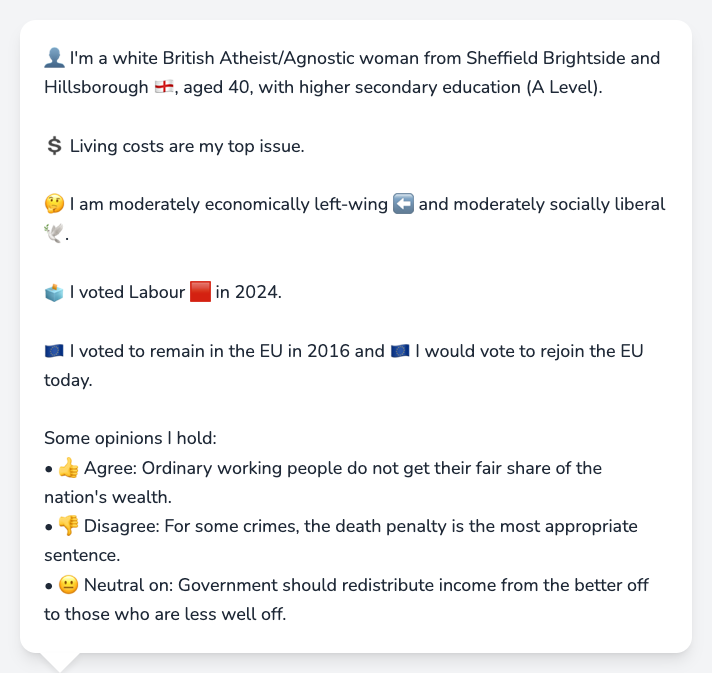 👤 I'm a white British Atheist/Agnostic woman from Sheffield Brightside and
Hillsborough 🏴󠁧󠁢󠁥󠁮󠁧󠁿, aged 40, with higher secondary education (A Level).
💲 Living costs are my top issue.
🤔 I am moderately economically left-wing ⬅️ and moderately socially liberal
🕊️.
🗳️ I voted Labour 🟥 in 2024.
🇪🇺 I voted to remain in the EU in 2016 and 🇪🇺 I would vote to rejoin the EU
today.
Some opinions I hold:
• 👍 Agree: Ordinary working people do not get their fair share of the
nation's wealth.
• 👎 Disagree: For some crimes, the death penalty is the most appropriate
sentence.
• 😐 Neutral on: Government should redistribute income from the better off
to those who are less well off.